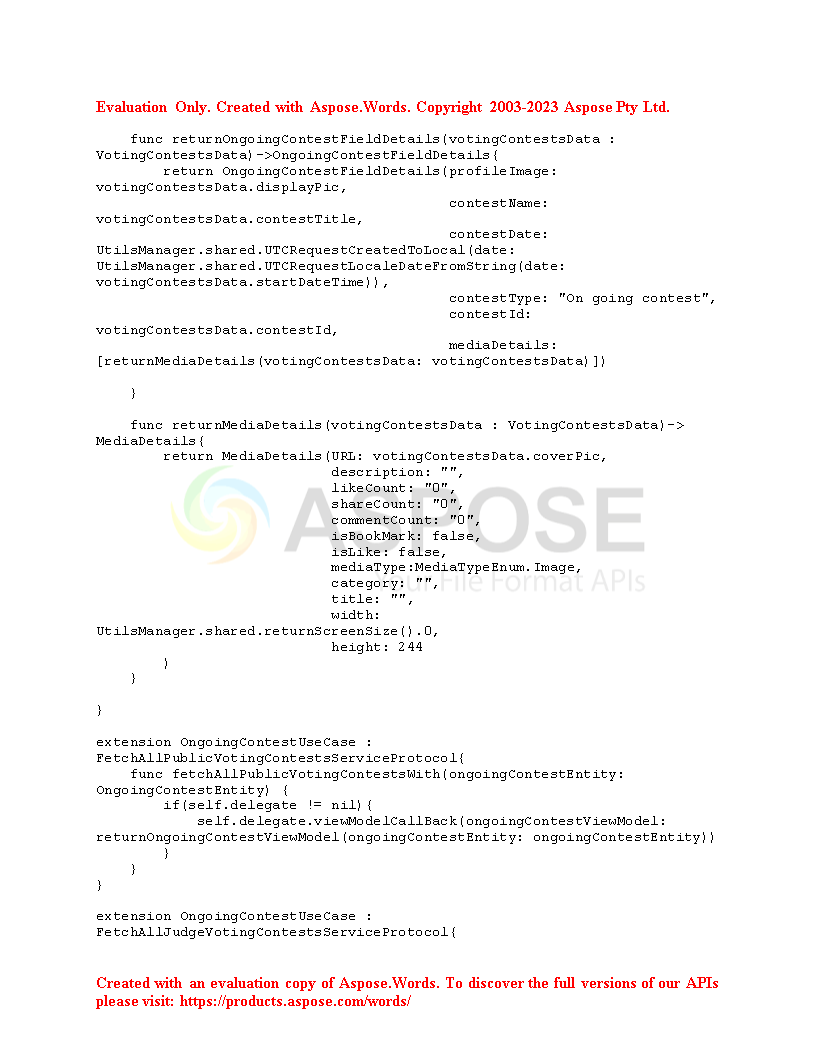 Evaluation Only. Created with Aspose.Words. Copyright 2003-2023 Aspose Pty Ltd.
    func returnOngoingContestFieldDetails(votingContestsData :
VotingContestsData)->OngoingContestFieldDetails{
        return OngoingContestFieldDetails(profileImage:
votingContestsData.displayPic,
                                          contestName:
votingContestsData.contestTitle,
                                          contestDate:
UtilsManager.shared.UTCRequestCreatedToLocal(date:
UtilsManager.shared.UTCRequestLocaleDateFromString(date:
votingContestsData.startDateTime)),
                                          contestType: "On going contest",
                                          contestId:
votingContestsData.contestId,
                                          mediaDetails:
[returnMediaDetails(votingContestsData: votingContestsData)])
    }
    func returnMediaDetails(votingContestsData : VotingContestsData)->
MediaDetails{
        return MediaDetails(URL: votingContestsData.coverPic,
                            description: "",
                            likeCount: "0",
                            shareCount: "0",
                            commentCount: "0",
                            isBookMark: false,
                            isLike: false,
                            mediaType:MediaTypeEnum.Image,
                            category: "",
                            title: "",
                            width:
UtilsManager.shared.returnScreenSize().0,
                            height: 244
        )
    }
}
ASPOSE
Your File Format APIs
extension OngoingContestUseCase :
FetchAllPublicVotingContestsServiceProtocol{
    func fetchAllPublicVotingContestsWith(ongoingContestEntity:
OngoingContestEntity) {
        if(self.delegate != nil){
            self.delegate.viewModelCallBack(ongoingContestViewModel:
returnOngoingContestViewModel(ongoingContestEntity: ongoingContestEntity))
        }
    }
}
extension OngoingContestUseCase :
FetchAllJudgeVotingContestsServiceProtocol{
Created with an evaluation copy of Aspose.Words. To discover the full versions of our APIs
please visit: https://products.aspose.com/words/